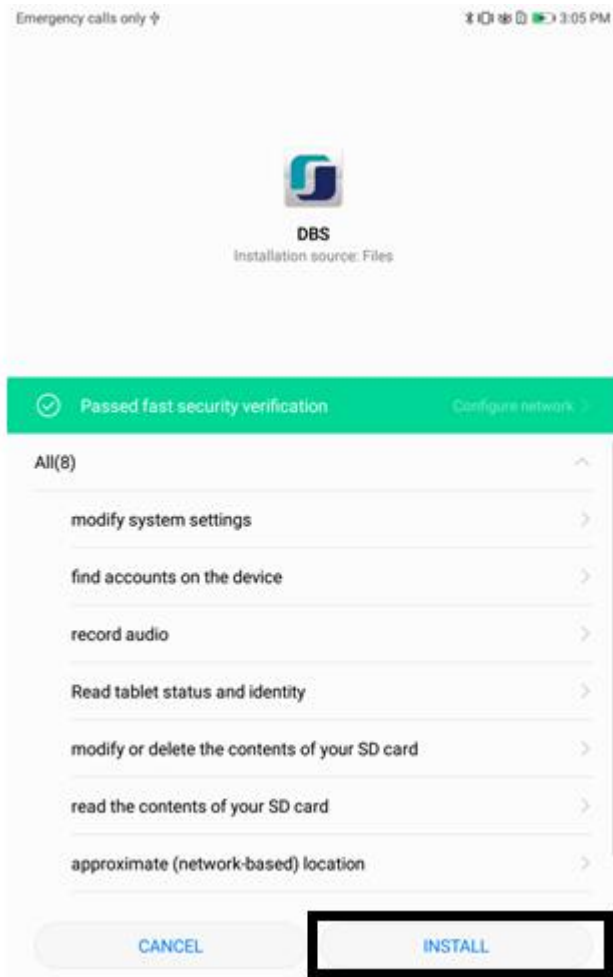 Emergency calls only
3:05 PM
DBS
Installation source: Files
Passed fast security verification
Configure network
All(8)
modify system settings
find accounts on the device
record audio
Read tablet status and identity
modify or delete the contents of your SD card
read the contents of your SD card
approximate (network-based) location
CANCEL
INSTALL